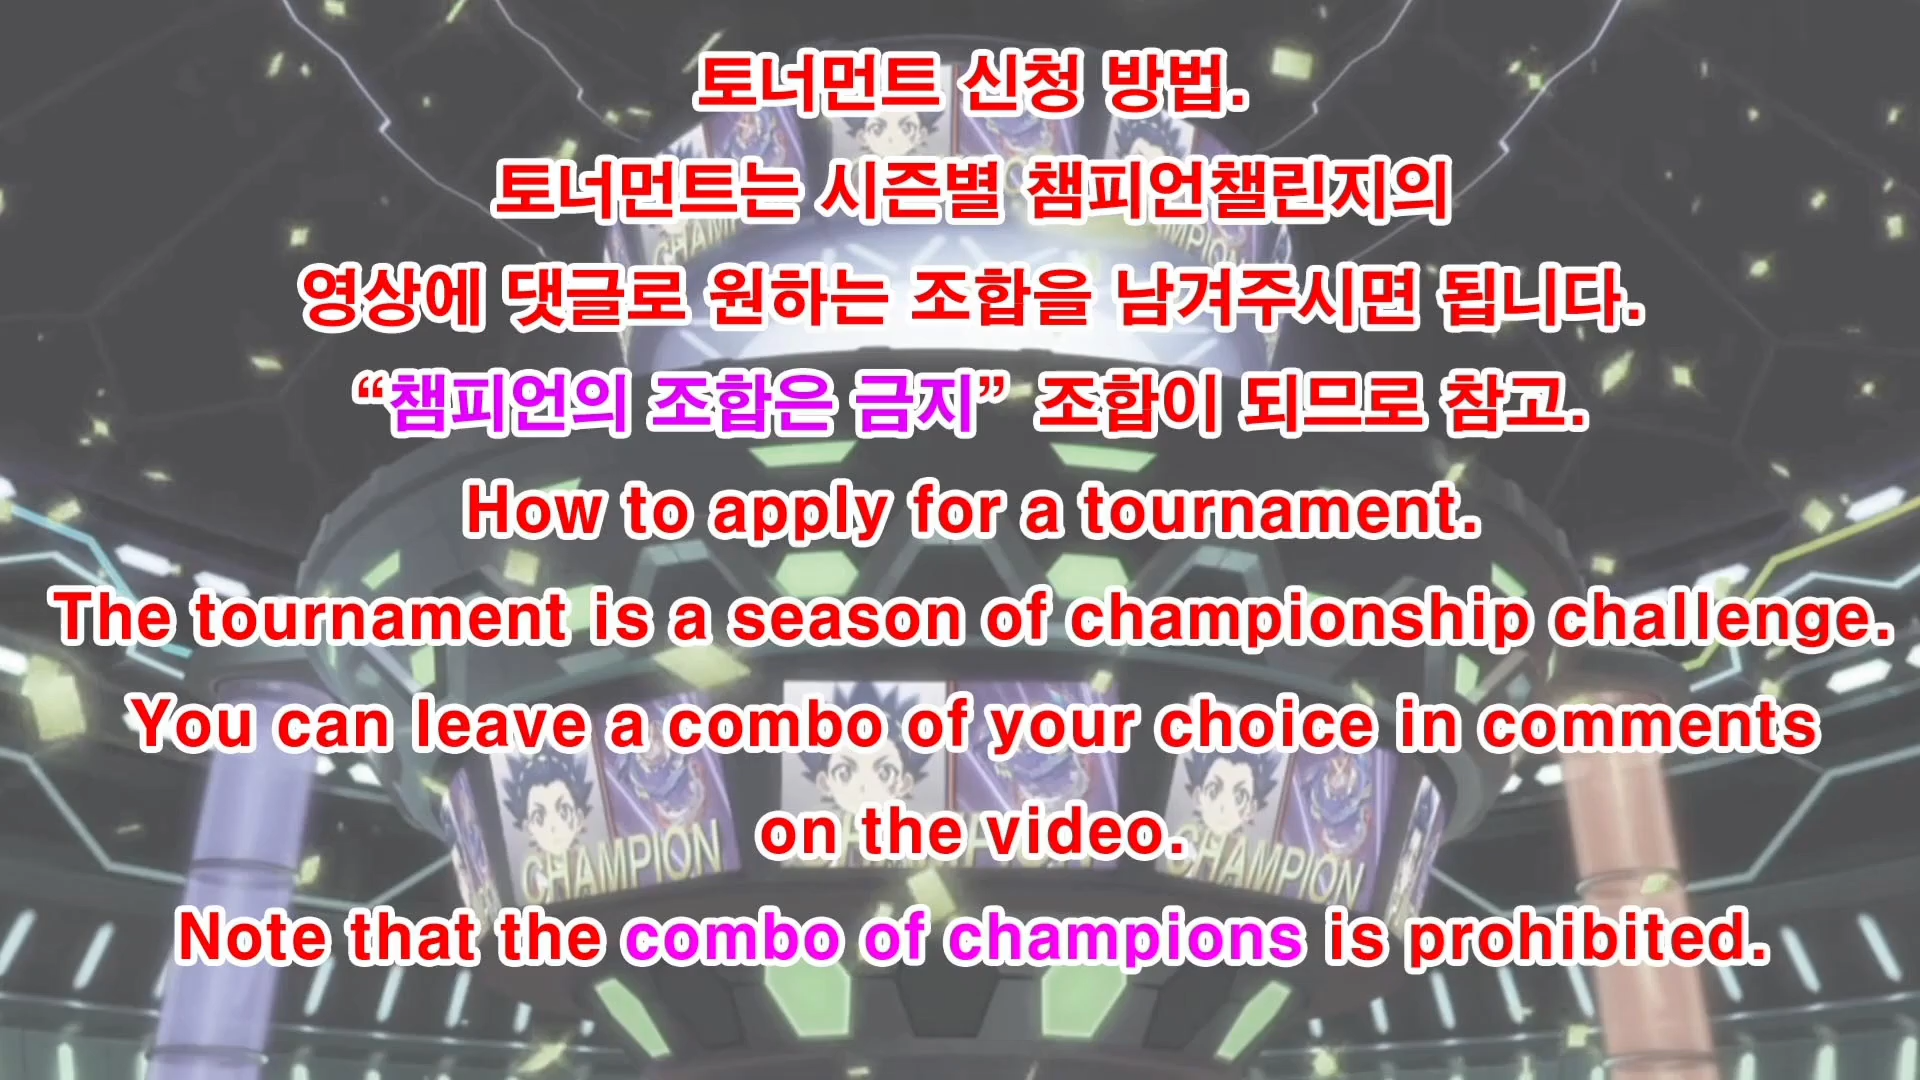 토너먼트 신청 방법.
토너먼트는 시즌별 챔피언챌린지의
영상에 댓글로 원하는 조합을 남겨주시면 됩니다.
“챔피언의 조합은 금지” 조합이 되므로 참고.
How to apply for a tournament.
The tournament is a season of championship challenge.
You can leave a combo of your choice in comments
on the video.
Note that the combo of champions is prohibited.
CHAMPION
CHAMPION